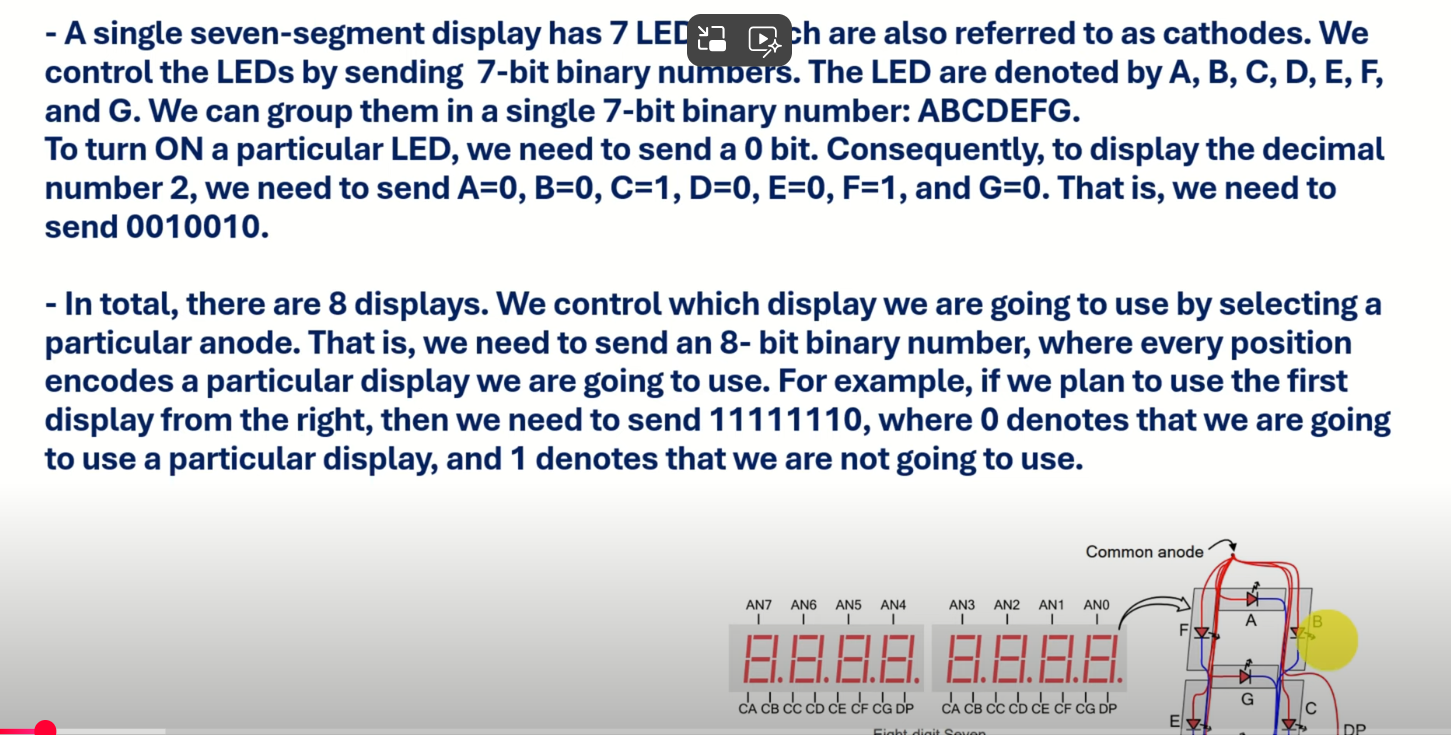 - A single seven-segment display has 7 LED ch are also referred to as cathodes. We
control the LEDs by sending 7-bit binary numbers. The LED are denoted by A, B, C, D, E, F,
and G. We can group them in a single 7-bit binary number: ABCDEFG.
To turn ON a particular LED, we need to send a 0 bit. Consequently, to display the decimal
number 2, we need to send A=0, B=0, C=1, D=0, E=0, F=1, and G=0. That is, we need to
send 0010010.
- In total, there are 8 displays. We control which display we are going to use by selecting a
particular anode. That is, we need to send an 8- bit binary number, where every position
encodes a particular display we are going to use. For example, if we plan to use the first
display from the right, then we need to send 11111110, where 0 denotes that we are going
to use a particular display, and 1 denotes that we are not going to use.
Common anode
AN7 AN6 AN5 AN4 AN3 AN2 AN1 AN0
A
F B
8.8.8.8. 8.8.8.8.
G
CA CB CC CD CE CF CG DP CA CB CC CD CE CF CG DP
E C
DP
Eight-digit Seven